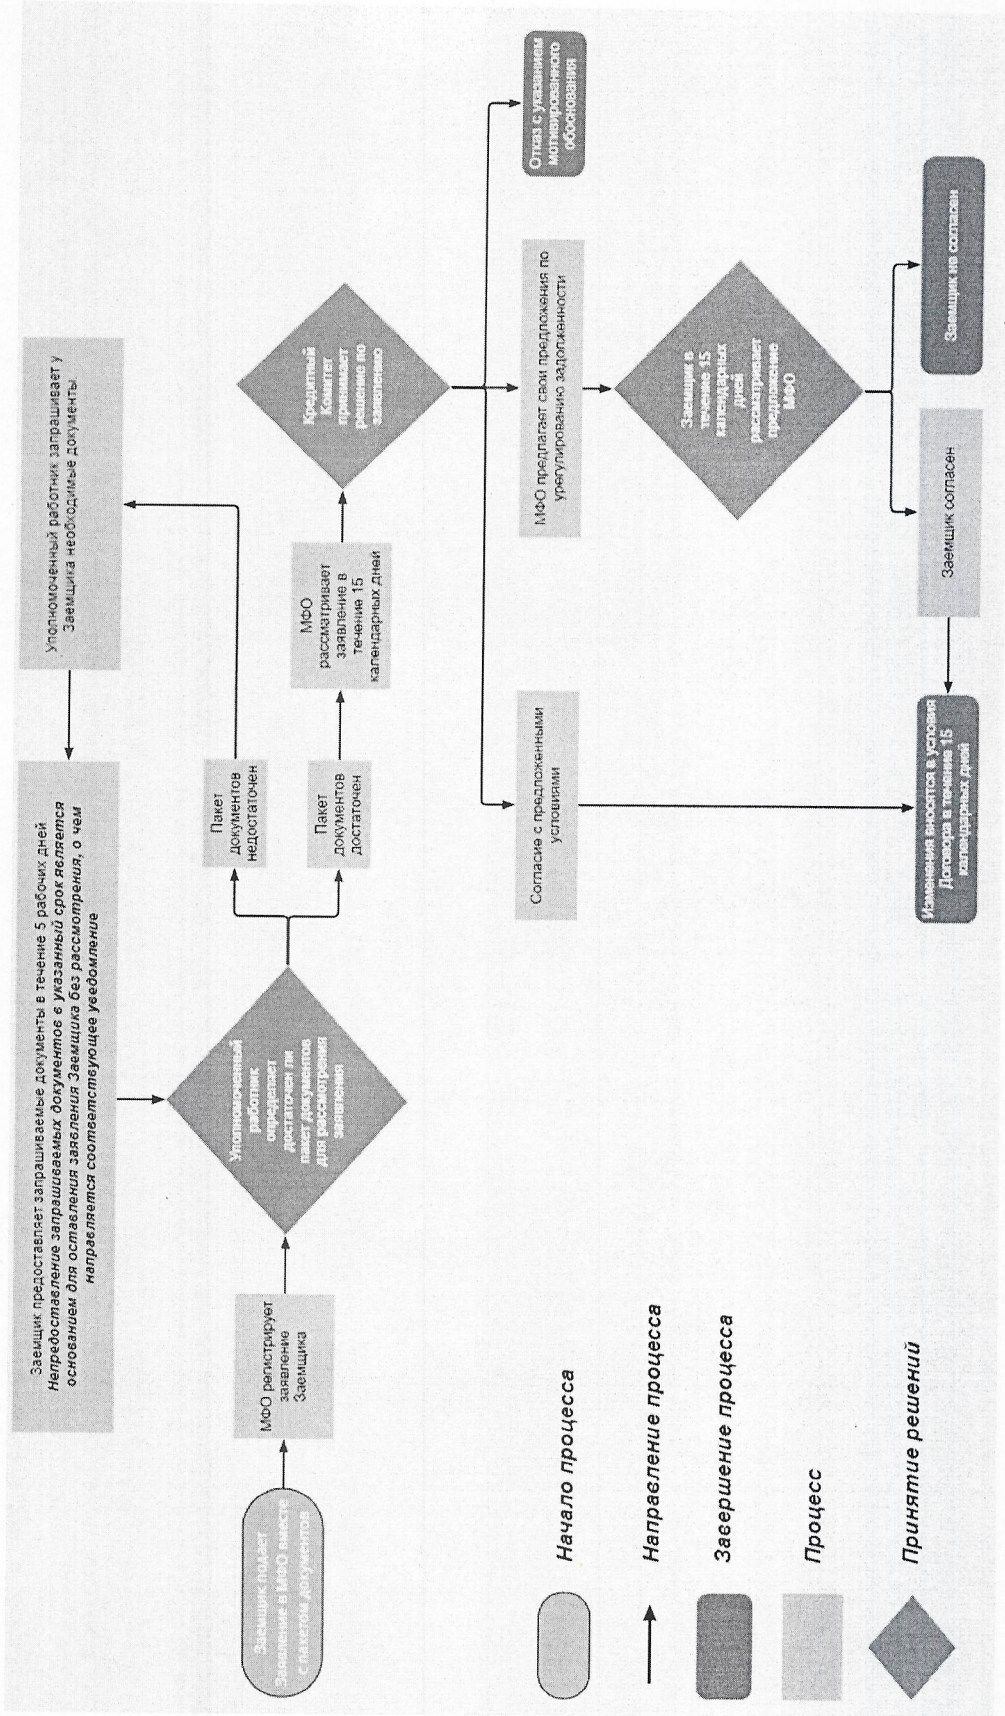 Заемщик предоставляет запрашиваемые документы в течение 5 рабочих дней
Непредоставление запрашиваемых документов в указанный срок является
основанием для оставления заявления Заемщика без рассмотрения, о чем
направляется соответствующее уведомление
Уполномоченный работник запрашивает у
Заемщика необходимые документы
Заемщик подает
Заявление в МФО вместе
с пакетом документов
МФО регистрирует
заявление
Заемщика
Уполномоченный
работник
определяет
достаточен ли
пакет документов
для рассмотрения
заявления
Пакет
документов
недостаточен
Пакет
документов
достаточен
МФО
рассматривает
заявление в
течение 15
календарных дней
Кредитный
Комитет
принимает
решение по
заявлению
Согласие с предложенными
условиями
МФО предлагает свои предложения по
урегулированию задолженности
Отказ с указанием
мотивированного
обоснования
Заемщик в
течение 15
календарных
дней
рассматривает
предложение
МФО
Изменения вносятся в условия
Договора в течение 15
календарных дней
Заемщик согласен
Заемщик не согласен
Начало процесса
Направление процесса
Завершение процесса
Процесс
Принятие решений